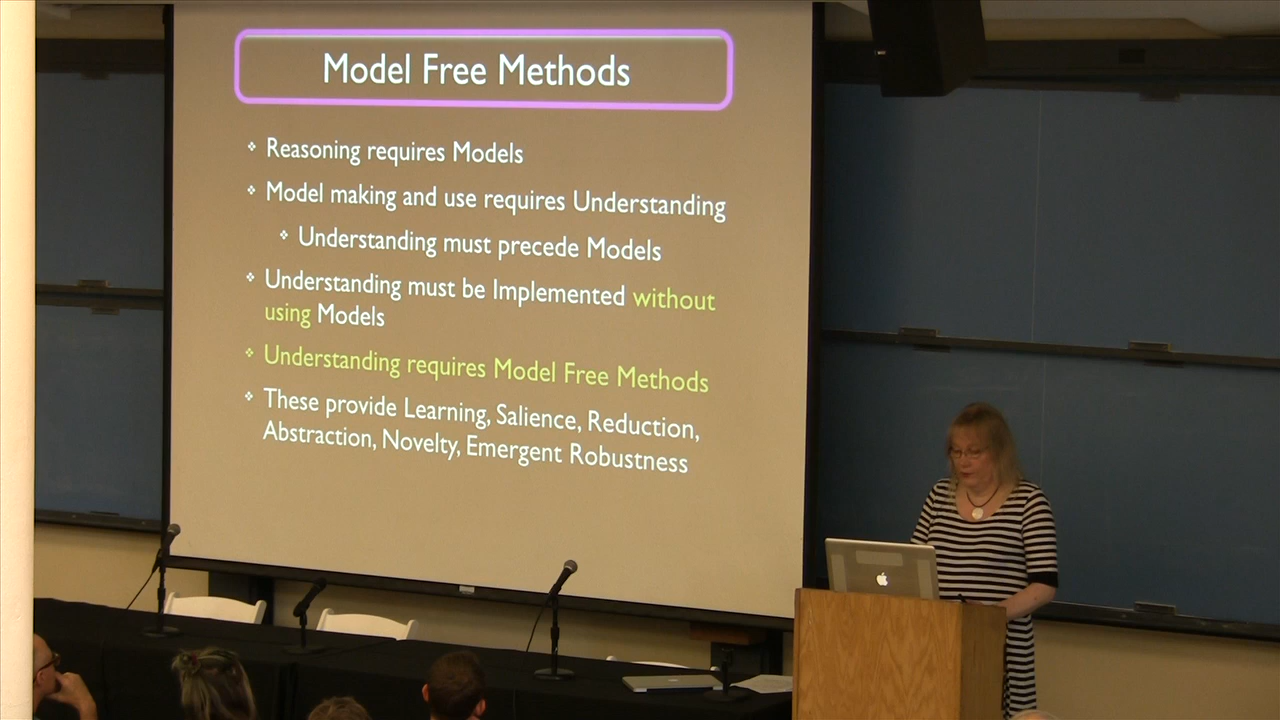 Model Free Methods
Reasoning requires Models
Model making and use requires Understanding
Understanding must precede Models
Understanding must be Implemented without
using Models
Understanding requires Model Free Methods
These provide Learning, Salience, Reduction,
Abstraction, Novelty, Emergent Robustness